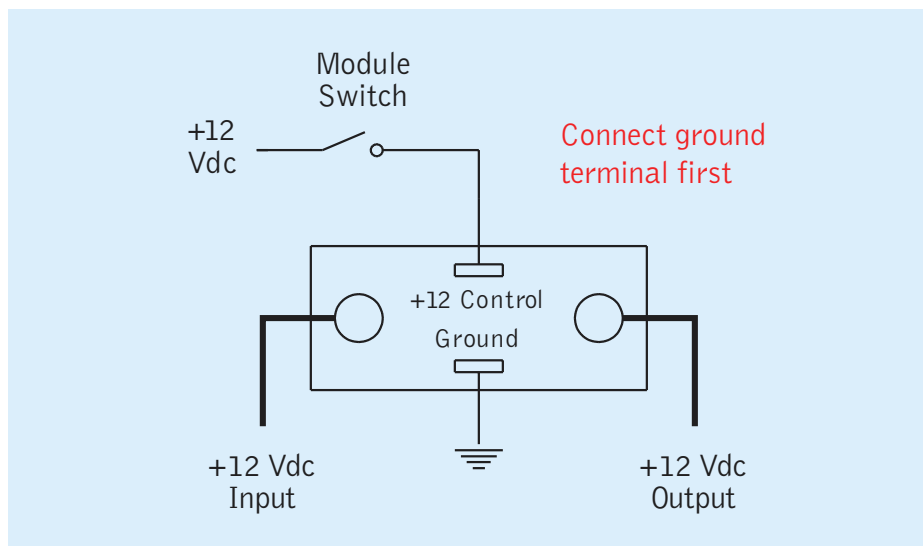 Module
Switch
+12
Vdc
Connect ground
terminal first
+12 Control
Ground
+12 Vdc
Input
+12 Vdc
Output